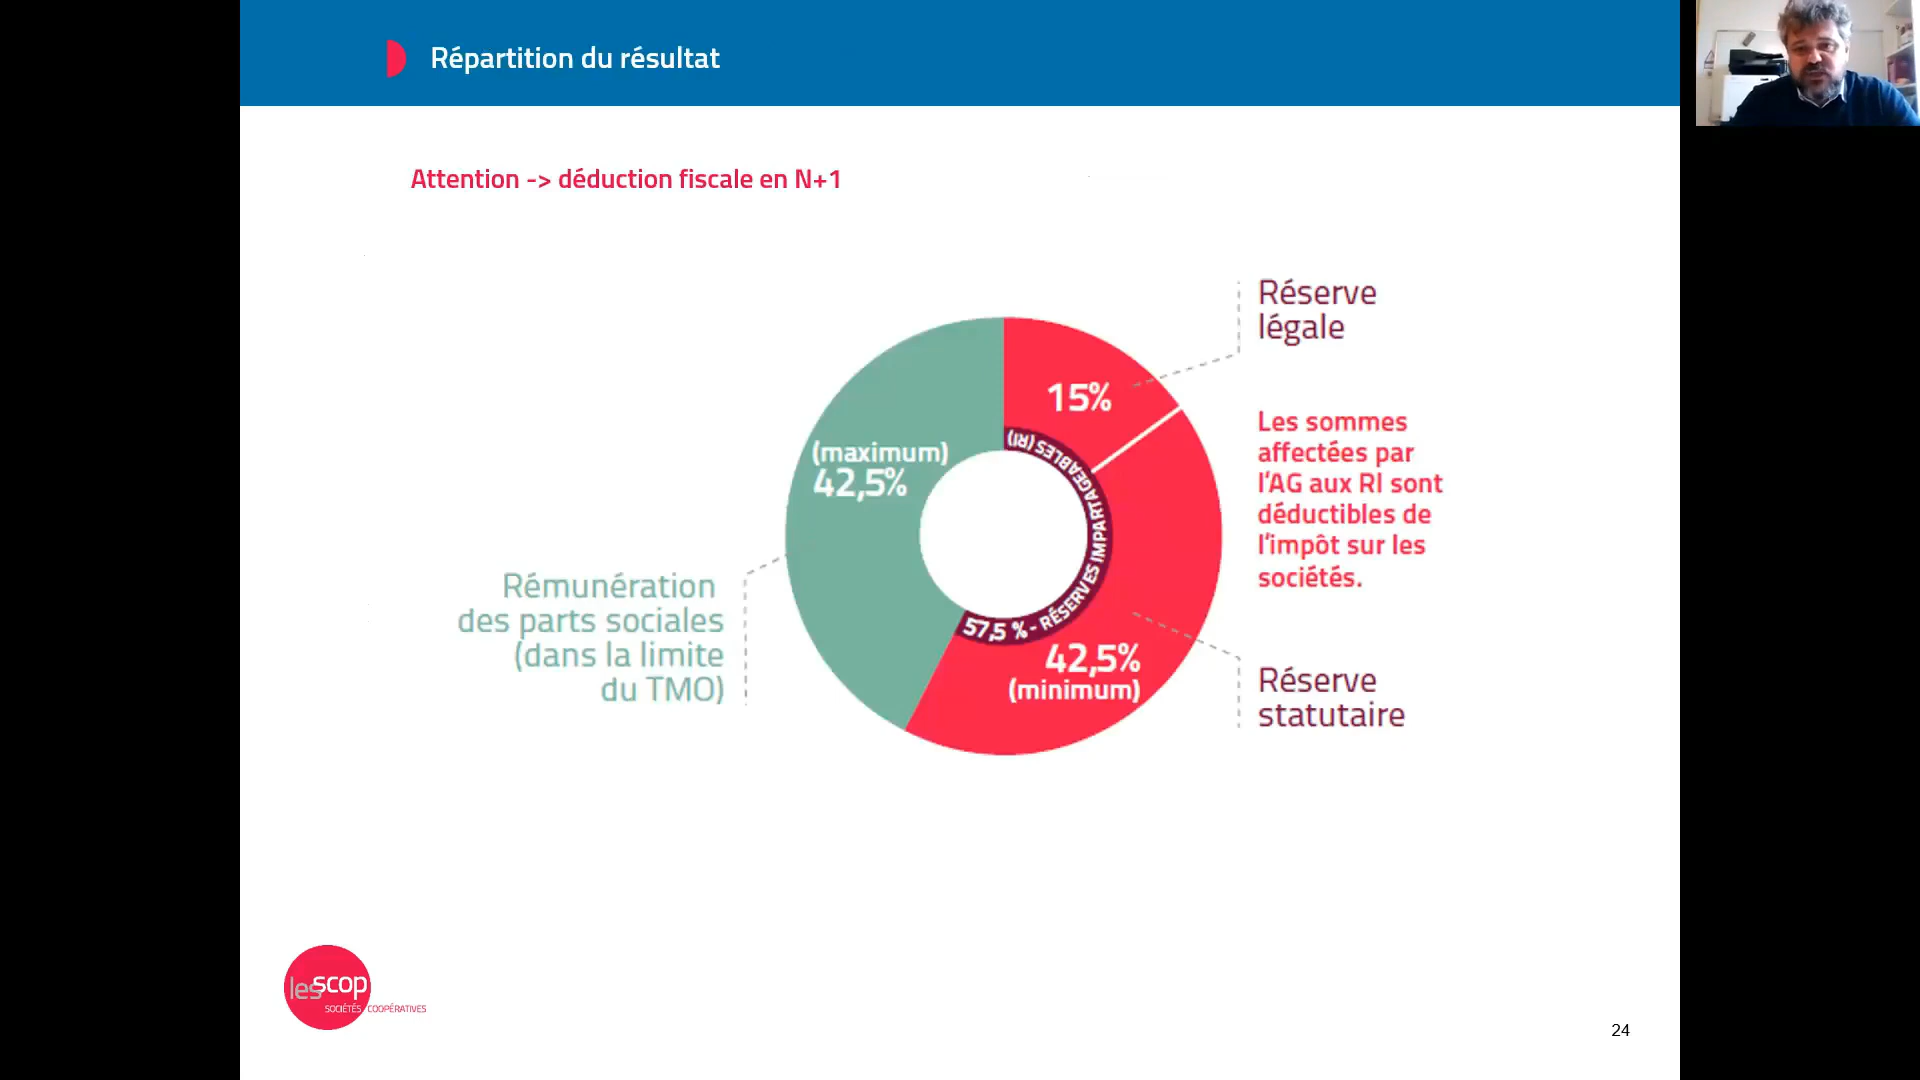 Répartition du résultat
Attention -> déduction fiscale en N+1
Réserve
légale
15%
(maximum)
42,5%
57,5 % - RÉSERVES IMPARTAGEABLES (RI)
Les sommes
affectées par
l'AG aux RI sont
déductibles de
l'impôt sur les
sociétés.
Rémunération
des parts sociales
(dans la limite
du TMO)
42,5%
(minimum)
Réserve
statutaire
les scop
SOCIÉTÉS COOPÉRATIVES
24